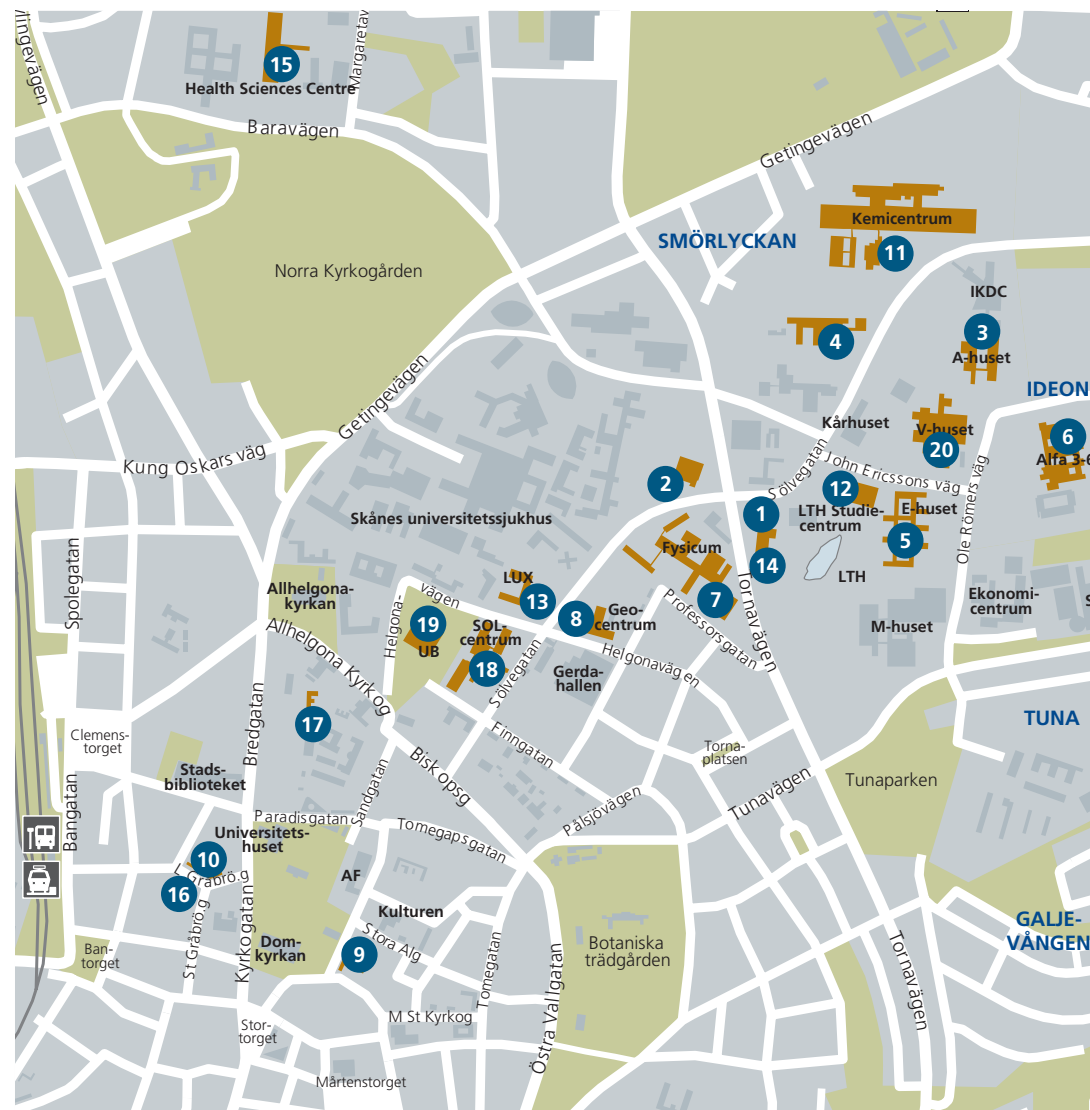 vlingevägen
15
Health Sciences Centre
Margaretav
Baravägen
Getingevägen
Kemicentrum
SMÖRLYCKAN
11
Norra Kyrkogården
IKDC
3
4
A-huset
IDEON
Getingevägen
Kårhuset
V-huset
20
6
Alfa 3-6
Kung Oskars väg
Sölvegatan
John Ericssons väg
2
12
1
LTH Studie-
centrum
E-huset
5
Ole Römers väg
Skånes universitetssjukhus
Fysicum
14
LTH
Spolegatan
Allhelgona-
kyrkan
Helgona-
vägen
LUX
13
8
Geo-
centrum
7
Professorsgatan
Tornavägen
Ekonomi-
centrum
S
M-huset
19
UB
SOL-
centrum
18
Sölvegatan
Gerda-
hallen
Helgonavägen
Allhelgona Kyrkog
17
Bredgatan
Finngatan
TUNA
Clemens-
torget
Biskopsg
Torna-
platsen
Stads-
biblioteket
Sandgatan
Pålsjövägen
Tunavägen
Tunaparken
Bangatan
Paradisgatan
Tomegapsgatan
Universitets-
huset
10
L Gråbrö.g
16
St Gråbrö.g
AF
Kulturen
Kyrkogatan
Dom-
kyrkan
Stora Alg
9
Tomegatan
Botaniska
trädgården
GALJE-
VÅNGEN
Ban-
torget
Tornavägen
Stor-
torget
M St Kyrkog
Östra Vallgatan
Mårtenstorget